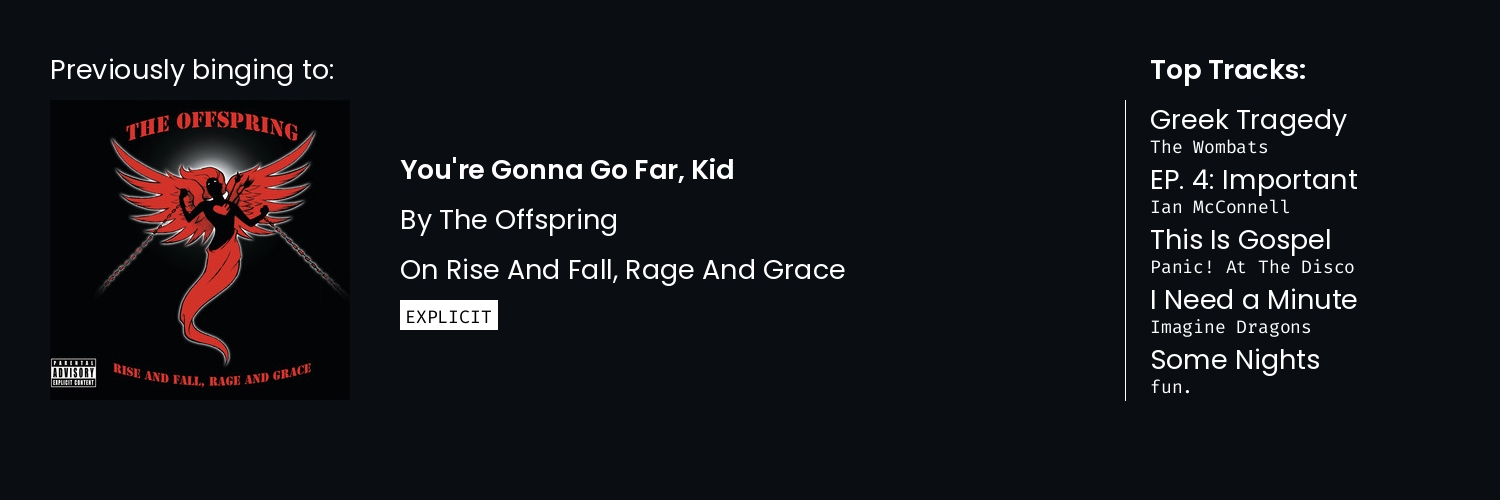 Previously binging to:
THE OFFSPRING
PARENTAL
ADVISORY
EXPLICIT CONTENT
RISE AND FALL, RAGE AND GRACE
You're Gonna Go Far, Kid
By The Offspring
On Rise And Fall, Rage And Grace
EXPLICIT
Top Tracks:
Greek Tragedy
The Wombats
EP. 4: Important
Ian McConnell
This Is Gospel
Panic! At The Disco
I Need a Minute
Imagine Dragons
Some Nights
fun.